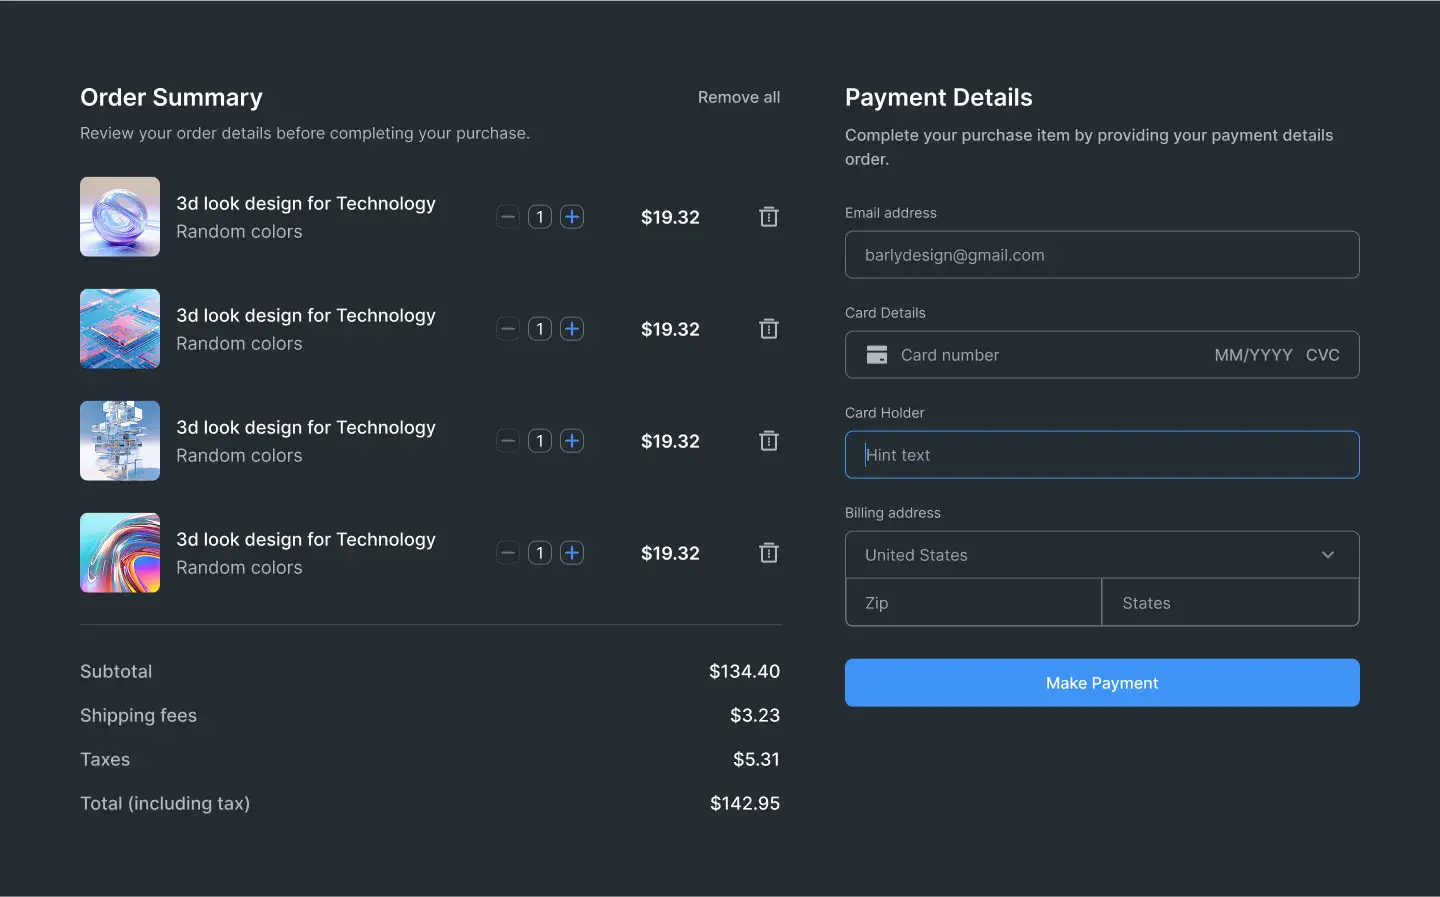 Order Summary
Remove all
Review your order details before completing your purchase.
3d look design for Technology
Random colors
1
$19.32
3d look design for Technology
Random colors
1
$19.32
3d look design for Technology
Random colors
1
$19.32
3d look design for Technology
Random colors
1
$19.32
Subtotal $134.40
Shipping fees $3.23
Taxes $5.31
Total (including tax) $142.95
Payment Details
Complete your purchase item by providing your payment details
order.
Email address
barlydesign@gmail.com
Card Details
Card number MM/YYYY CVC
Card Holder
Hint text
Billing address
United States
Zip States
Make Payment